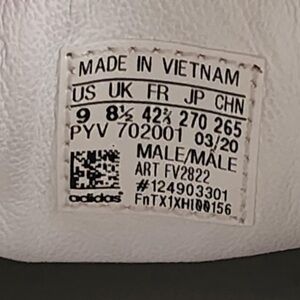 MADE IN VIETNAM
US UK FR JP CHN
9 8½ 42⅔ 270 265
PYV 702001 03/20
MALE/MÂLE
ART FV2822
#124903301
adidas FnTX1XHI00156